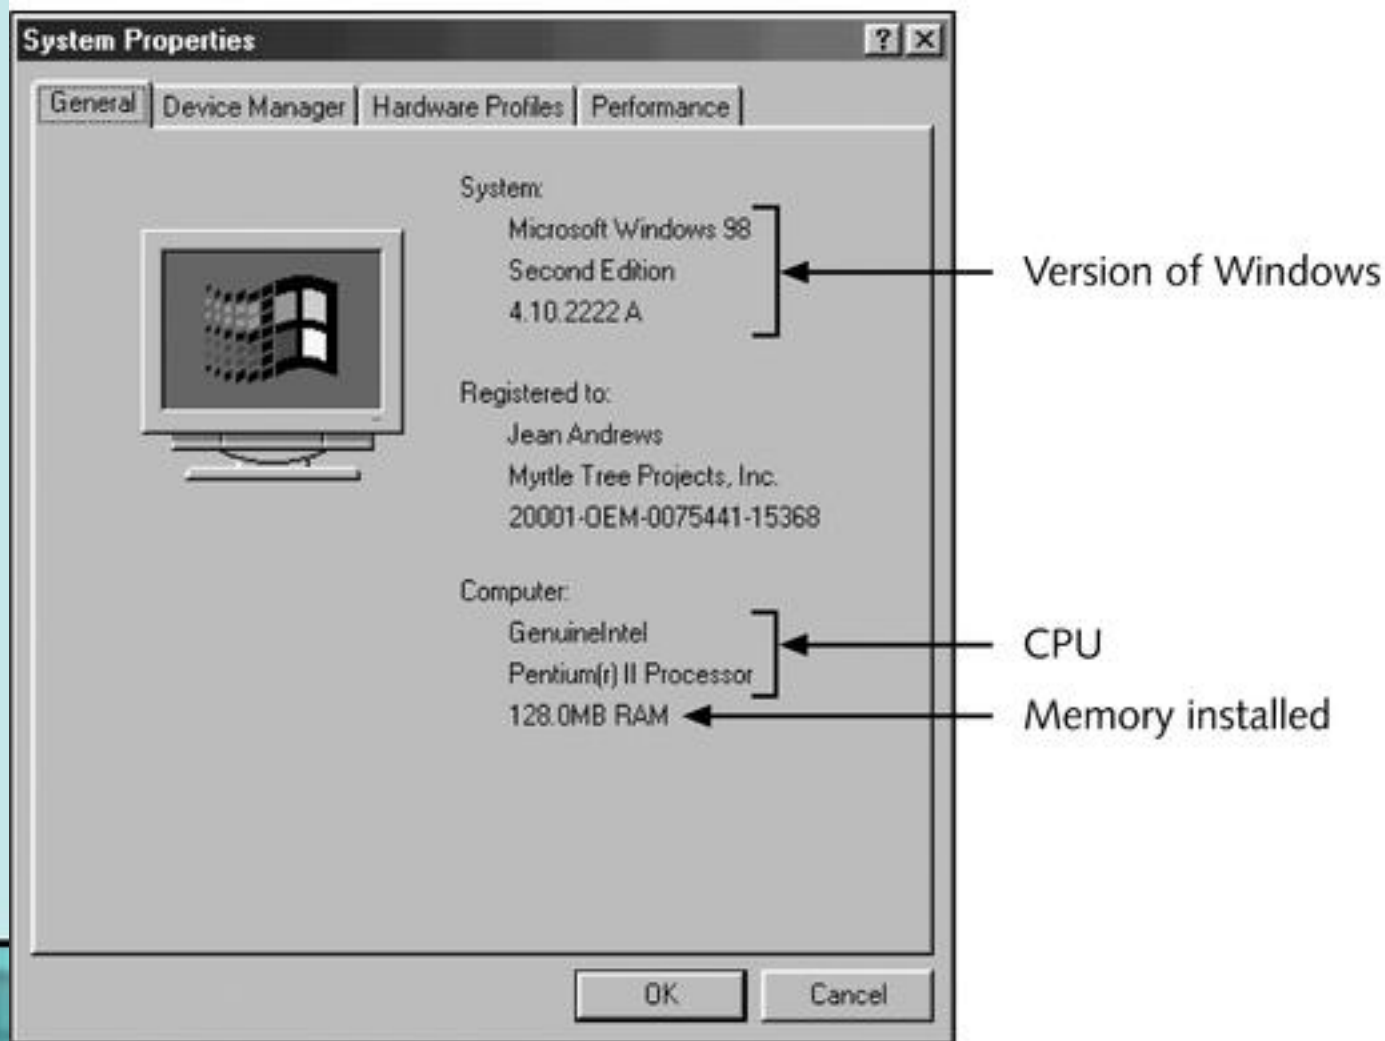 System Properties
General Device Manager Hardware Profiles Performance
System:
Microsoft Windows 98
Second Edition
4.10.2222 A
Version of Windows
Registered to:
Jean Andrews
Myrtle Tree Projects, Inc.
20001-OEM-0075441-15368
Computer:
GenuineIntel
Pentium(r) II Processor
CPU
128.0MB RAM
Memory installed
OK Cancel